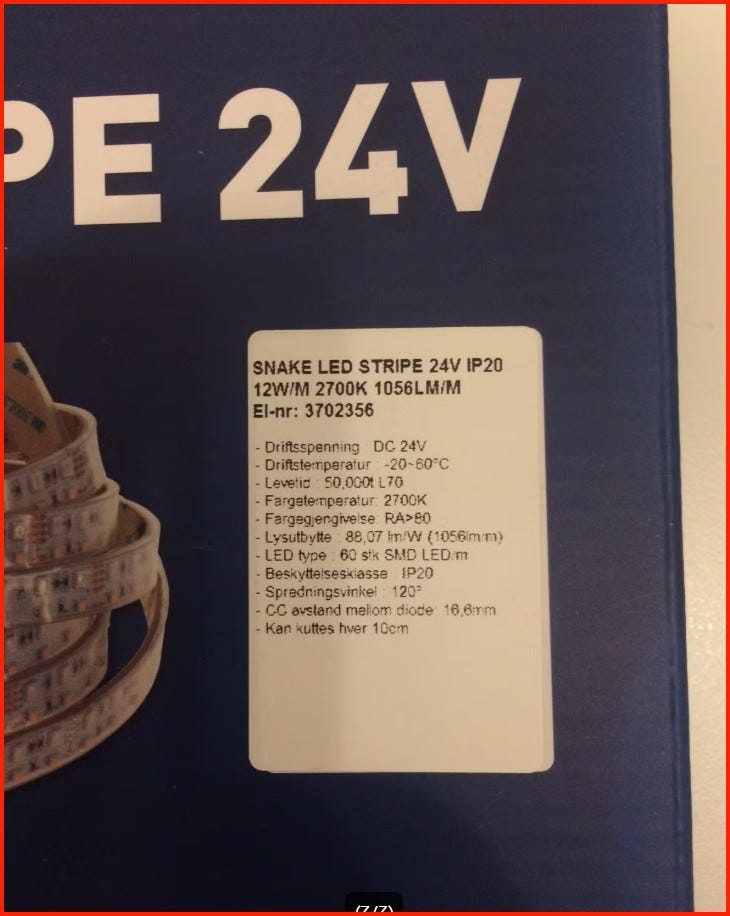 PE 24V
SNAKE LED STRIPE 24V IP20
12W/M 2700K 1056LM/M
El-nr: 3702356
- Driftsspenning : DC 24V
- Driftstemperatur : -20~60°C
- Levetid : 50,000t L70
- Fargetemperatur: 2700K
- Fargegjengivelse: RA>80
- Lysutbytte : 88,07 lm/W (1056lm/m)
- LED type : 60 stk SMD LED/m
- Beskyttelsesklasse : IP20
- Spredningsvinkel : 120°
- CC avstand mellom diode: 16,6mm
- Kan kuttes hver 10cm